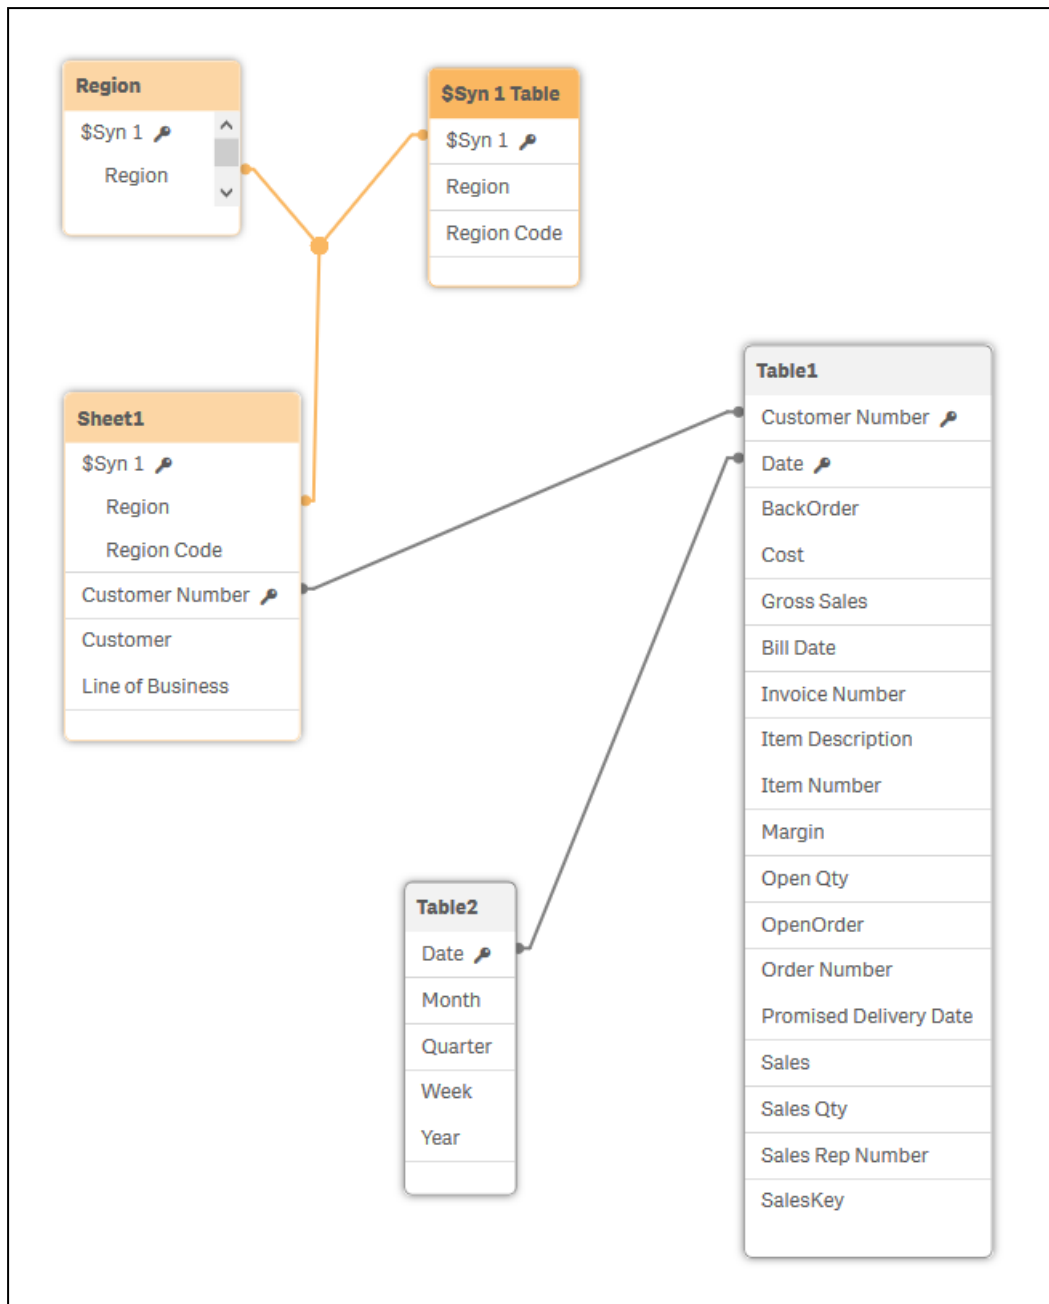 Region
$Syn 1
Region
$Syn 1 Table
$Syn 1
Region
Region Code
Sheet1
$Syn 1
Region
Region Code
Customer Number
Customer
Line of Business
Table1
Customer Number
Date
BackOrder
Cost
Gross Sales
Bill Date
Invoice Number
Item Description
Item Number
Margin
Open Qty
OpenOrder
Order Number
Promised Delivery Date
Sales
Sales Qty
Sales Rep Number
SalesKey
Table2
Date
Month
Quarter
Week
Year